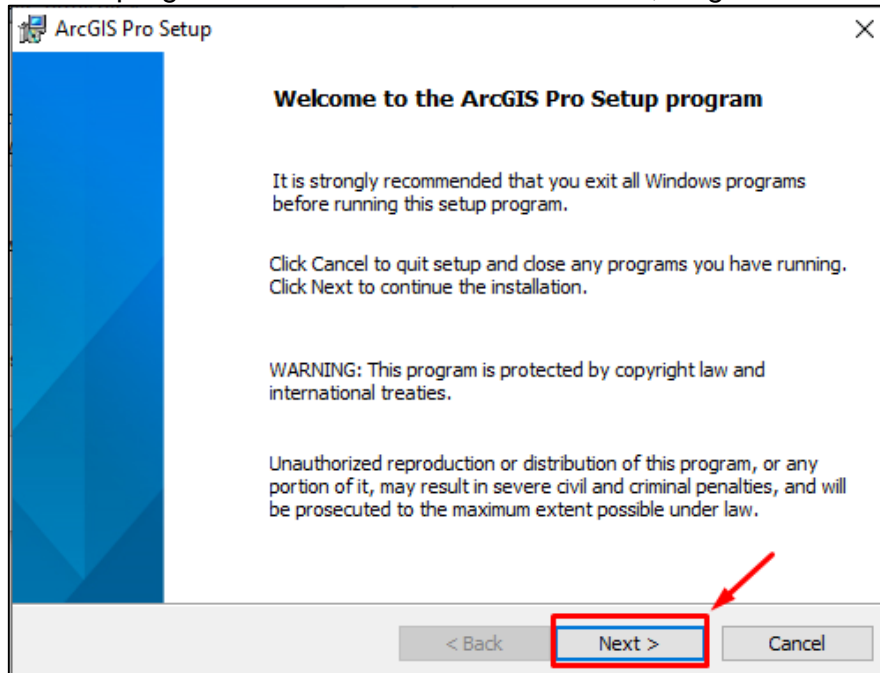 ArcGIS Pro Setup
Welcome to the ArcGIS Pro Setup program
It is strongly recommended that you exit all Windows programs
before running this setup program.
Click Cancel to quit setup and close any programs you have running.
Click Next to continue the installation.
WARNING: This program is protected by copyright law and
international treaties.
Unauthorized reproduction or distribution of this program, or any
portion of it, may result in severe civil and criminal penalties, and will
be prosecuted to the maximum extent possible under law.
< Back
Next >
Cancel